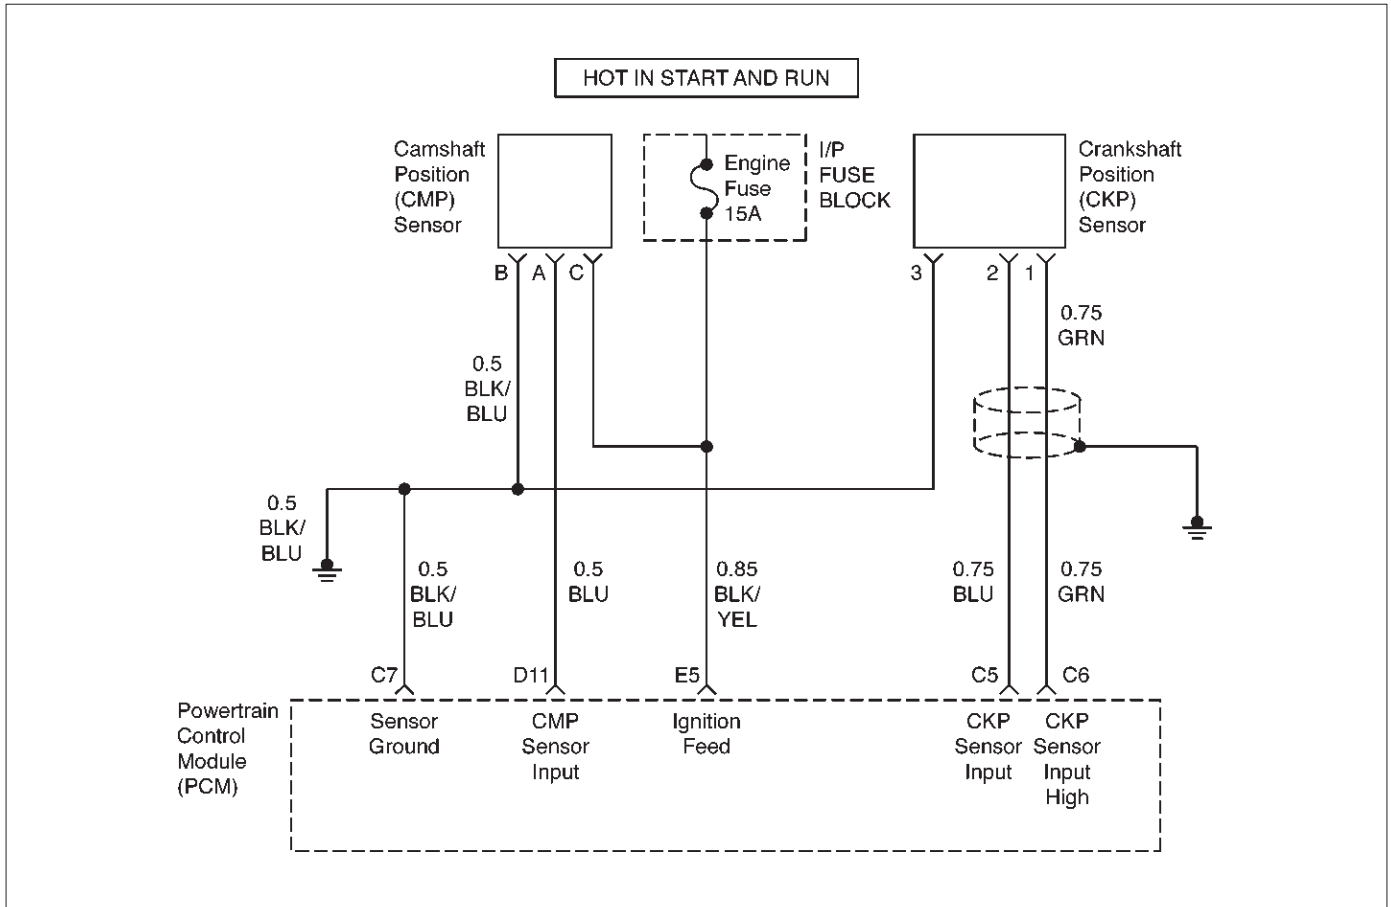 HOT IN START AND RUN
Camshaft
Position
(CMP)
Sensor
Engine
Fuse
15A
I/P
FUSE
BLOCK
Crankshaft
Position
(CKP)
Sensor
B A C
3 2 1
0.75
GRN
0.5
BLK/
BLU
0.5
BLK/
BLU
0.5
BLK/
BLU
0.5
BLU
0.85
BLK/
YEL
0.75
BLU
0.75
GRN
C7 D11 E5 C5 C6
Powertrain
Control
Module
(PCM)
Sensor
Ground
CMP
Sensor
Input
Ignition
Feed
CKP
Sensor
Input
CKP
Sensor
Input
High